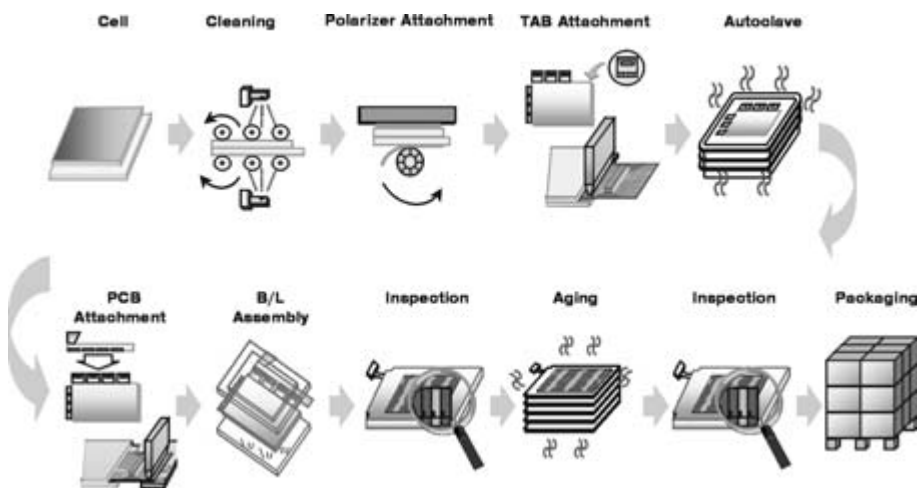 Cell
Cleaning
Polarizer Attachment
TAB Attachment
Autoclave
PCB
Attachment
B/L
Assembly
Inspection
Aging
Inspection
Packaging